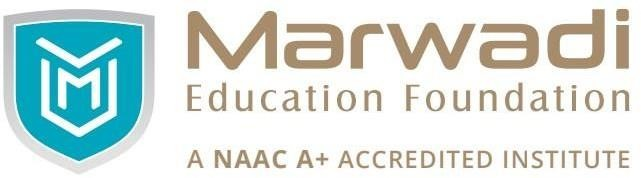 Marwadi
Education Foundation
A NAAC A+ ACCREDITED INSTITUTE